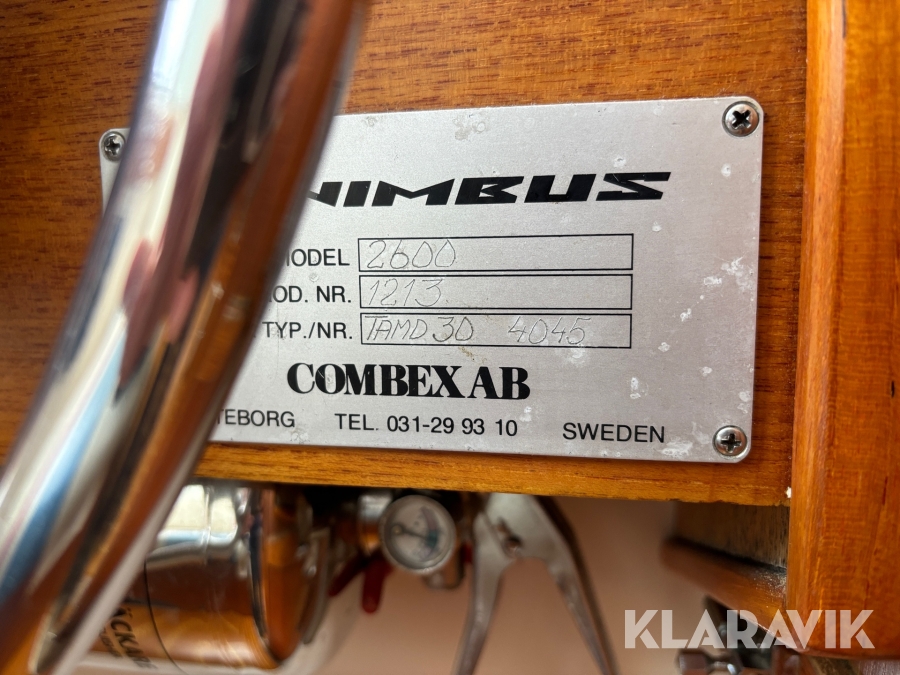 NIMBUS
MODEL 2600
OD. NR. 1213
TYP./NR. TAMD 30 4045
COMBEX AB
TEBORG TEL. 031-29 93 10 SWEDEN
KLARAVIK